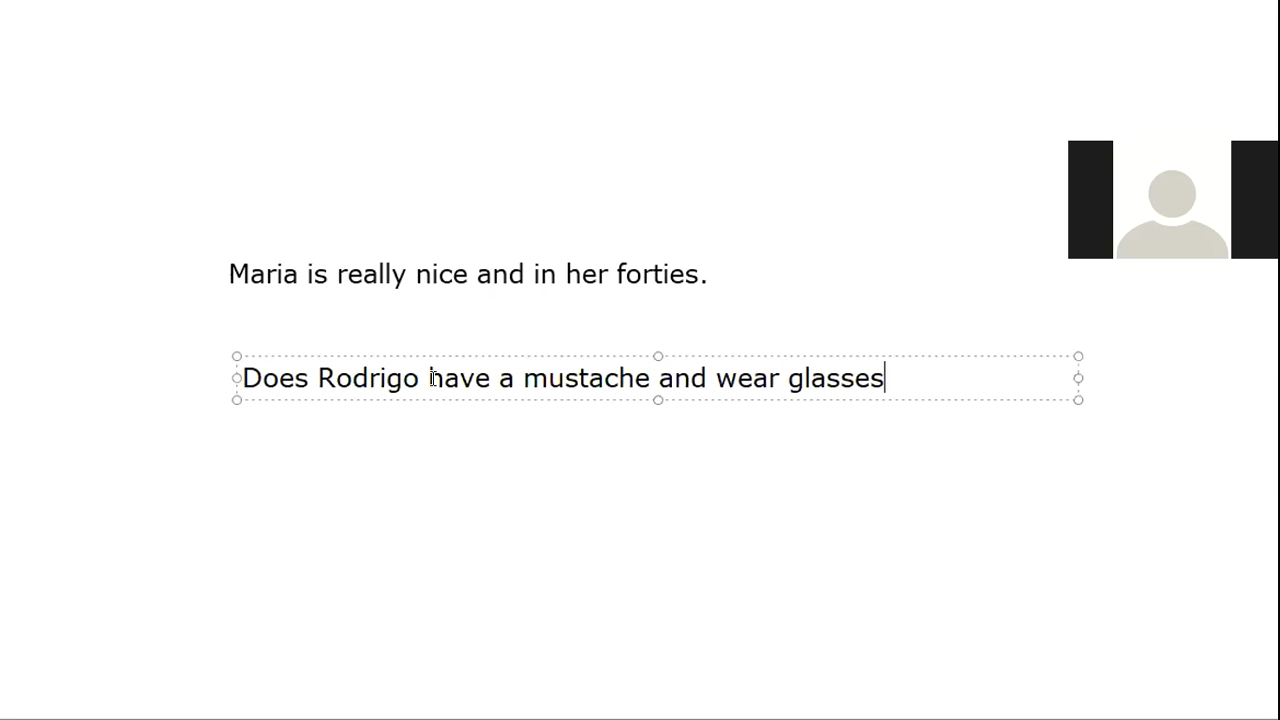 Maria is really nice and in her forties.
Does Rodrigo have a mustache and wear glasses